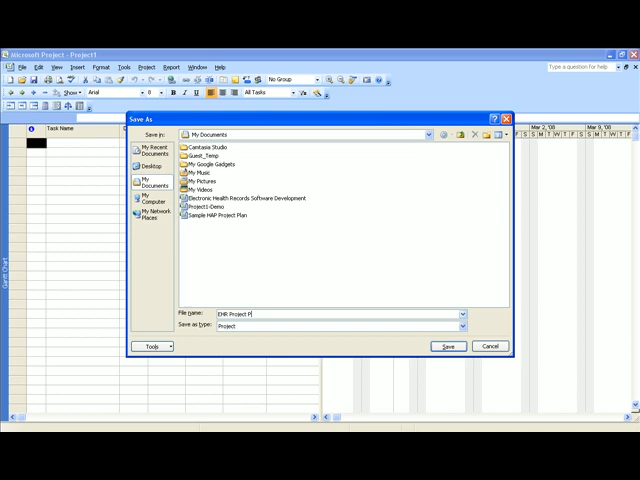 Microsoft Project - Project1
File Edit View Insert Format Tools Project Report Window Help
Type a question for help
No Group
Show Arial 8 B I U All Tasks
Task Name
D
Mar 2, '08 Mar 9, '08
S M T W T F S S M T W T F S
Gantt Chart
Save As
Save in: My Documents
My Recent Documents
Desktop
My Documents
My Computer
My Network Places
Camtasia Studio
Guest_Temp
My Google Gadgets
My Music
My Pictures
My Videos
Electronic Health Records Software Development
Project1-Demo
Sample HAP Project Plan
File name: EHR Project P
Save as type: Project
Tools Save Cancel